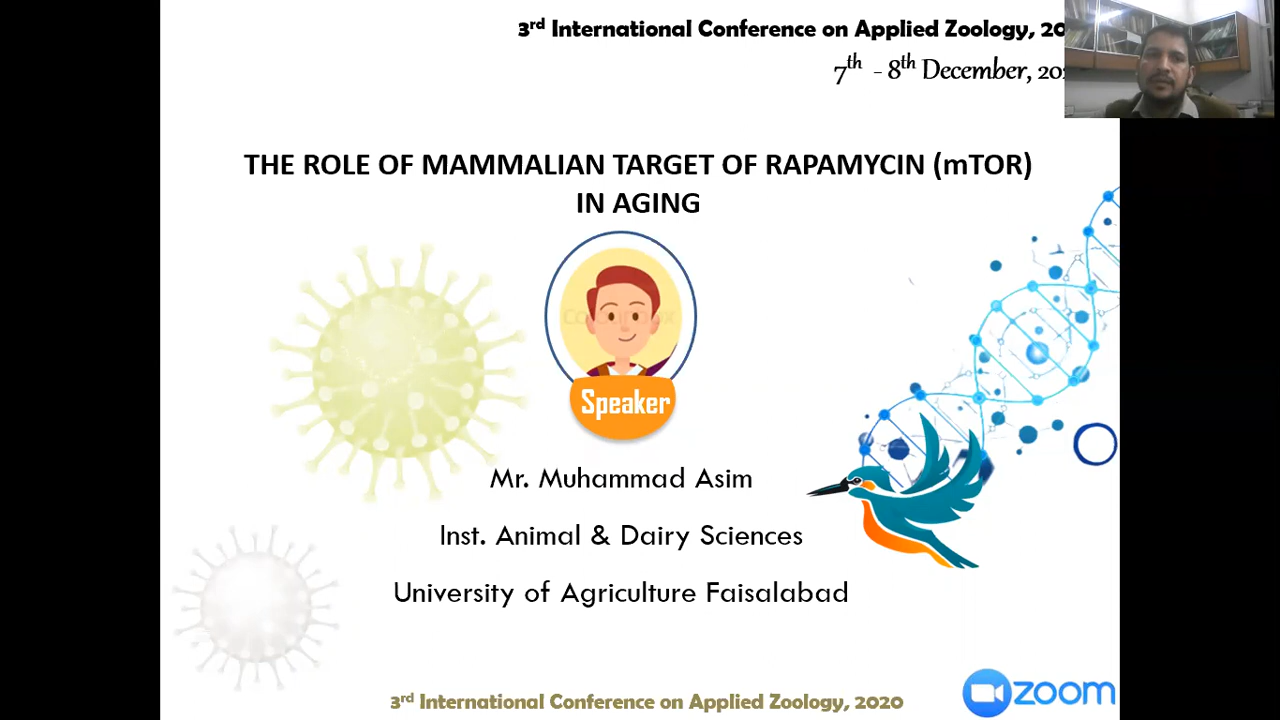 3rd International Conference on Applied Zoology, 20
7th - 8th December, 20
THE ROLE OF MAMMALIAN TARGET OF RAPAMYCIN (mTOR)
IN AGING
Speaker
Mr. Muhammad Asim
Inst. Animal & Dairy Sciences
University of Agriculture Faisalabad
3rd International Conference on Applied Zoology, 2020
zoom